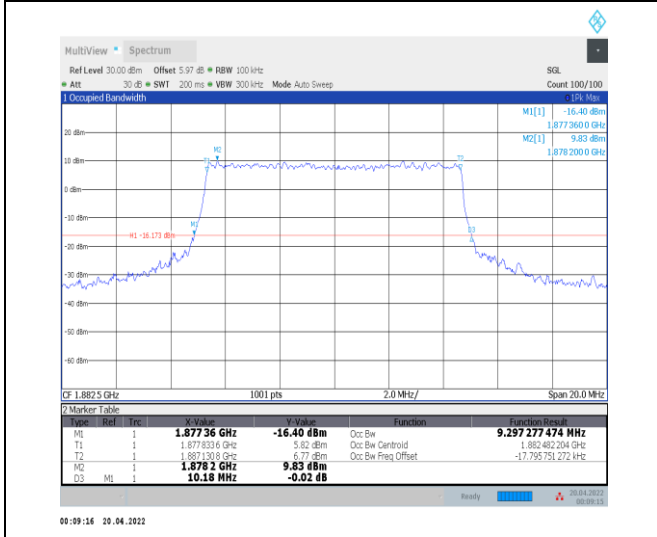 MultiView Spectrum
Ref Level 30.00 dBm Offset 5.97 dB RBW 100 kHz SGL
Att 30 dB SWT 200 ms VBW 300 kHz Mode Auto Sweep Count 100/100
1 Occupied Bandwidth 1Pk Max
M1[1] -16.40 dBm
1.877 360 0 GHz
M2[1] 9.83 dBm
1.878 200 0 GHz
20 dBm
M2
T1 T2
10 dBm
0 dBm
-10 dBm
M1
H1 -16.173 dBm
D3
-20 dBm
-30 dBm
-40 dBm
-50 dBm
-60 dBm
CF 1.882 5 GHz 1001 pts 2.0 MHz/ Span 20.0 MHz
2 Marker Table
Type Ref Trc X-Value Y-Value Function Function Result
M1 1 1.877 36 GHz -16.40 dBm Occ Bw 9.297 277 474 MHz
T1 1 1.877 833 6 GHz 5.82 dBm Occ Bw Centroid 1.882 482 204 GHz
T2 1 1.887 130 8 GHz 6.77 dBm Occ Bw Freq Offset -17.795 751 272 kHz
M2 1 1.878 2 GHz 9.83 dBm
D3 M1 1 10.18 MHz -0.02 dB
Ready 20.04.2022
00:09:15
00:09:16 20.04.2022